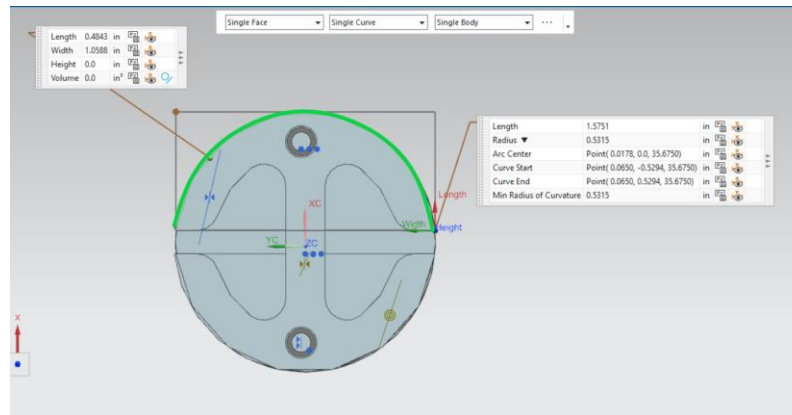 Single Face Single Curve Single Body ...
Length 0.4843 in
Width 1.0588 in
Height 0.0 in
Volume 0.0 in³
Length 1.5751 in
Radius ▼ 0.5315 in
Arc Center Point( 0.0178, 0.0, 35.6750) in
Curve Start Point( 0.0650, -0.5294, 35.6750) in
Curve End Point( 0.0650, 0.5294, 35.6750) in
Min Radius of Curvature 0.5315 in
Length
XC
Width Height
YC ZC
X